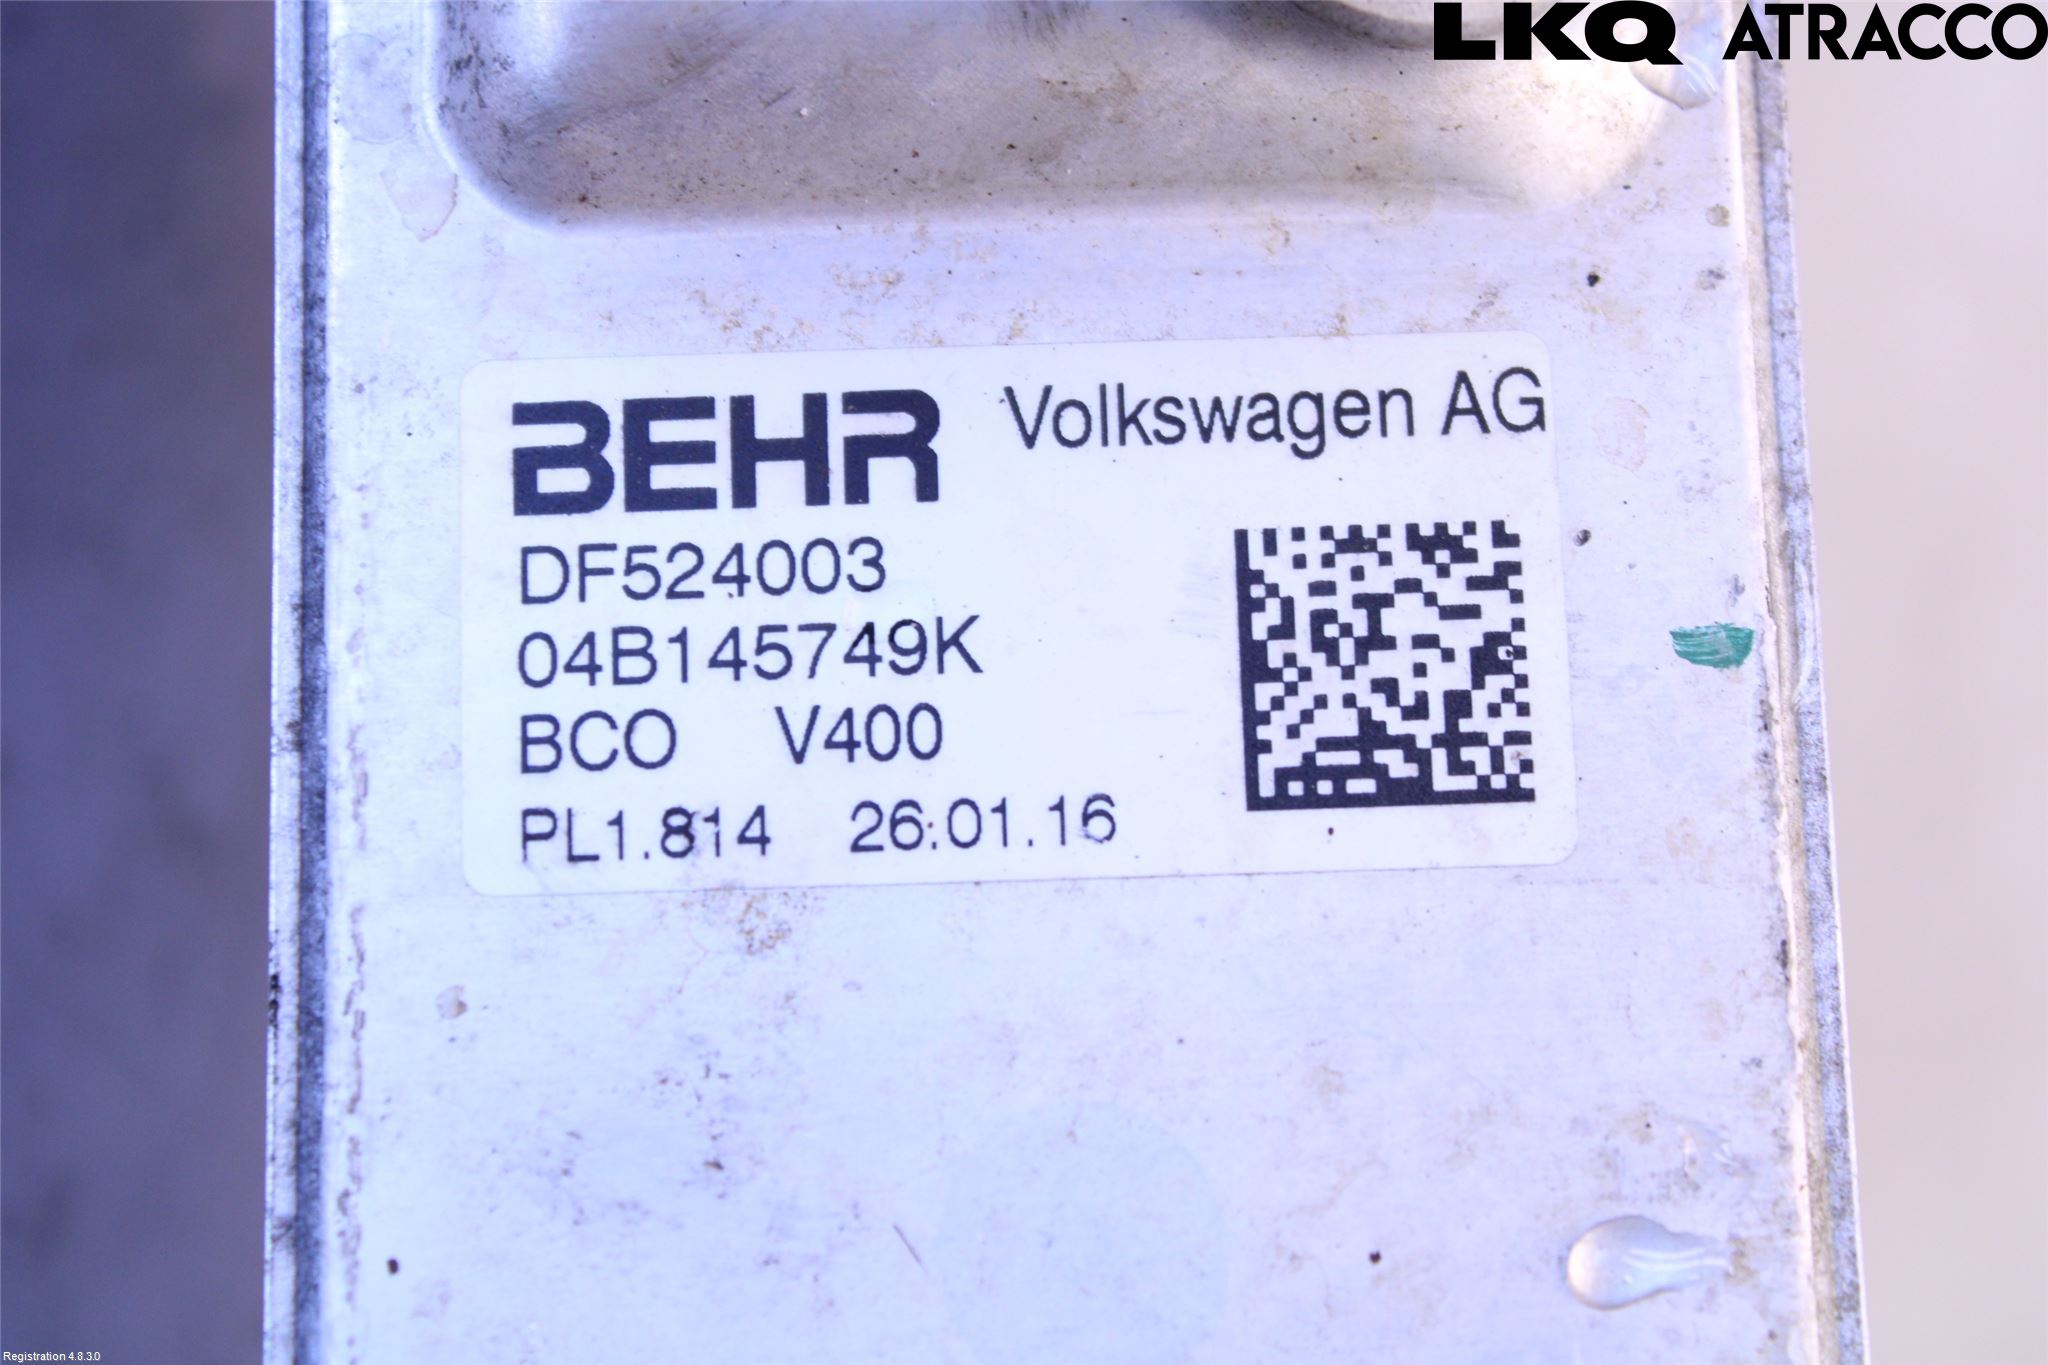 LKQ ATRACCO
BEHR Volkswagen AG
DF524003
04B145749K
BCO V400
PL1.814 26.01.16
Registration 4.8.3.0